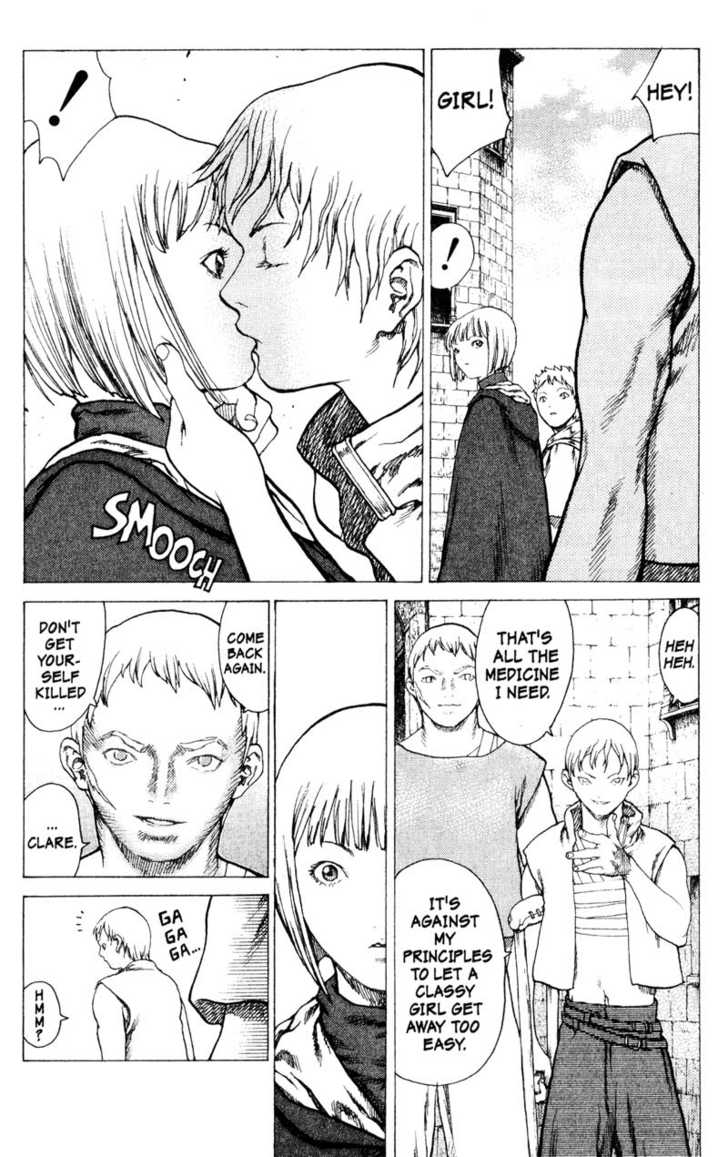 HEY!
GIRL!
!
!
SMOOCH
HEH
HEH.
THAT'S
ALL THE
MEDICINE
I NEED.
IT'S
AGAINST
MY
PRINCIPLES
TO LET A
CLASSY
GIRL GET
AWAY TOO
EASY.
COME
BACK
AGAIN.
DON'T
GET
YOUR-
SELF
KILLED
...
...
CLARE.
GA
GA
GA...
HMM?